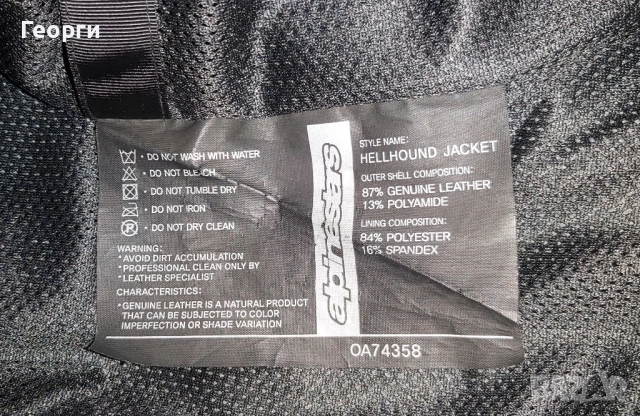 Георги
· DO NOT WASH WITH WATER
· DO NOT BLEACH
· DO NOT TUMBLE DRY
· DO NOT IRON
· DO NOT DRY CLEAN
WARNING:
*AVOID DIRT ACCUMULATION
*PROFESSIONAL CLEAN ONLY BY
*LEATHER SPECIALIST
CHARACTERISTICS:
*GENUINE LEATHER IS A NATURAL PRODUCT
THAT CAN BE SUBJECTED TO COLOR
IMPERFECTION OR SHADE VARIATION
alpinestars
STYLE NAME:
HELLHOUND JACKET
OUTER SHELL COMPOSITION:
87% GENUINE LEATHER
13% POLYAMIDE
LINING COMPOSITION:
84% POLYESTER
16% SPANDEX
OA74358
BAZAR